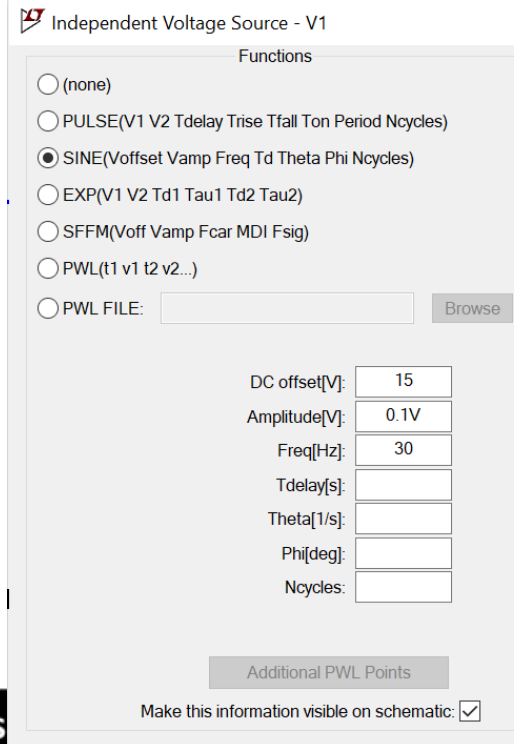 Independent Voltage Source - V1
Functions
(none)
PULSE(V1 V2 Tdelay Trise Tfall Ton Period Ncycles)
SINE(Voffset Vamp Freq Td Theta Phi Ncycles)
EXP(V1 V2 Td1 Tau1 Td2 Tau2)
SFFM(Voff Vamp Fcar MDI Fsig)
PWL(t1 v1 t2 v2...)
PWL FILE: Browse
DC offset[V]: 15
Amplitude[V]: 0.1V
Freq[Hz]: 30
Tdelay[s]:
Theta[1/s]:
Phi[deg]:
Ncycles:
Additional PWL Points
Make this information visible on schematic: